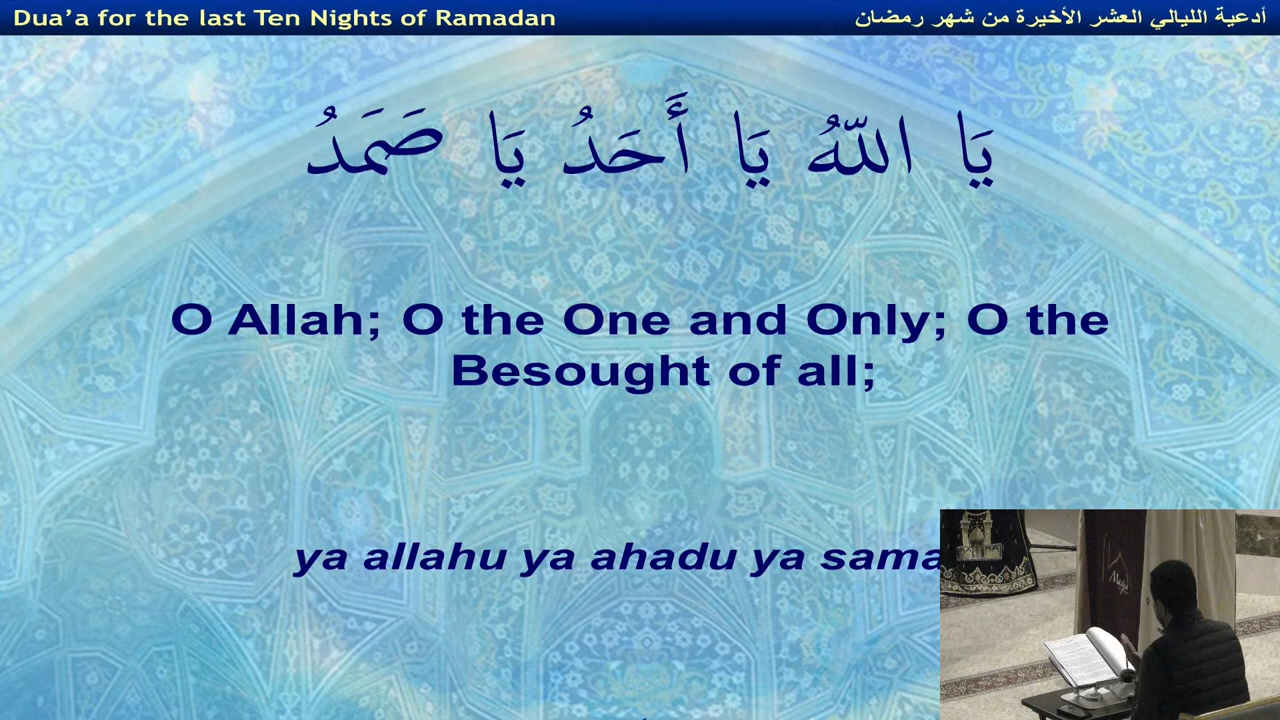 Dua’a for the last Ten Nights of Ramadan
أدعية الليالي العشر الأخيرة من شهر رمضان
يَا اللّهُ يَا أَحَدُ يَا صَمَدُ
O Allah; O the One and Only; O the
Besought of all;
ya allahu ya ahadu ya sama
Masjid